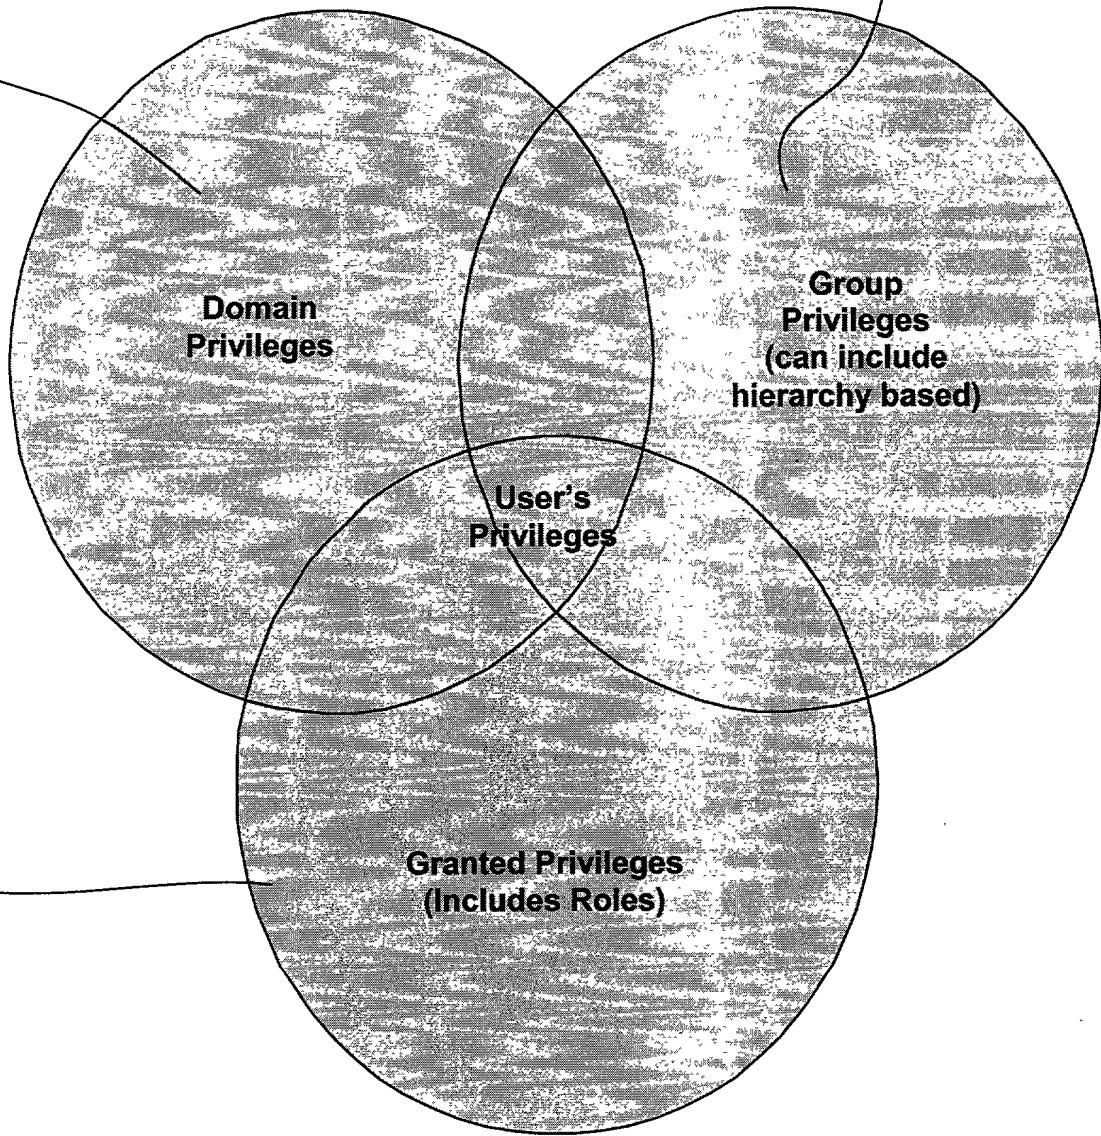 Domain
Privileges
Group
Privileges
(can include
hierarchy based)
User's
Privileges
Granted Privileges
(Includes Roles)